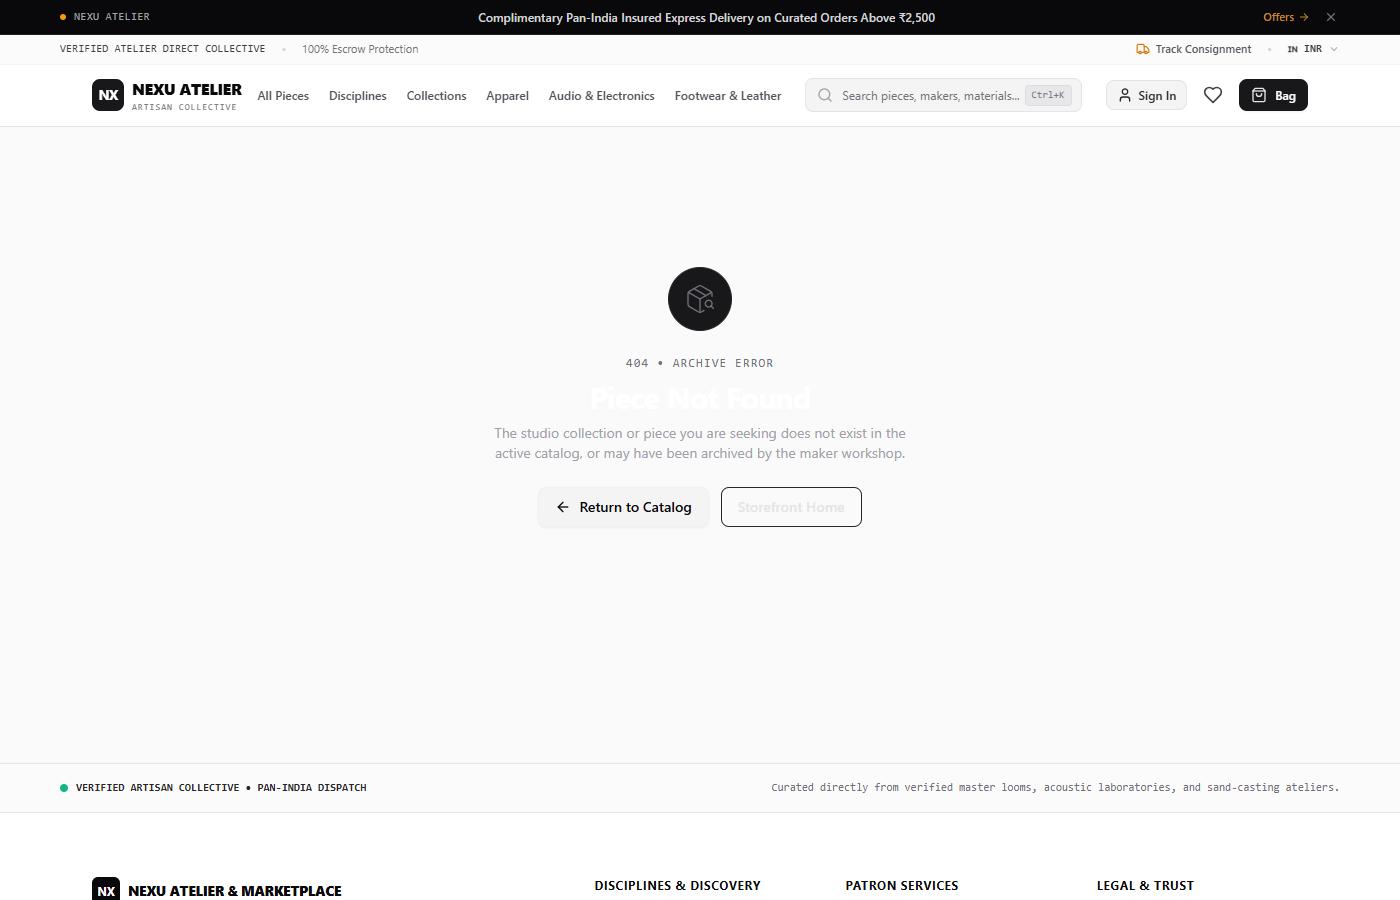 NEXU ATELIER
Complimentary Pan-India Insured Express Delivery on Curated Orders Above ₹2,500
Offers →
VERIFIED ATELIER DIRECT COLLECTIVE • 100% Escrow Protection
Track Consignment • IN INR
NX NEXU ATELIER
ARTISAN COLLECTIVE
All Pieces
Disciplines
Collections
Apparel
Audio & Electronics
Footwear & Leather
Search pieces, makers, materials... Ctrl+K
Sign In
Bag
404 • ARCHIVE ERROR
Piece Not Found
The studio collection or piece you are seeking does not exist in the
active catalog, or may have been archived by the maker workshop.
← Return to Catalog
Storefront Home
VERIFIED ARTISAN COLLECTIVE • PAN-INDIA DISPATCH
Curated directly from verified master looms, acoustic laboratories, and sand-casting ateliers.
NX NEXU ATELIER & MARKETPLACE
DISCIPLINES & DISCOVERY
PATRON SERVICES
LEGAL & TRUST